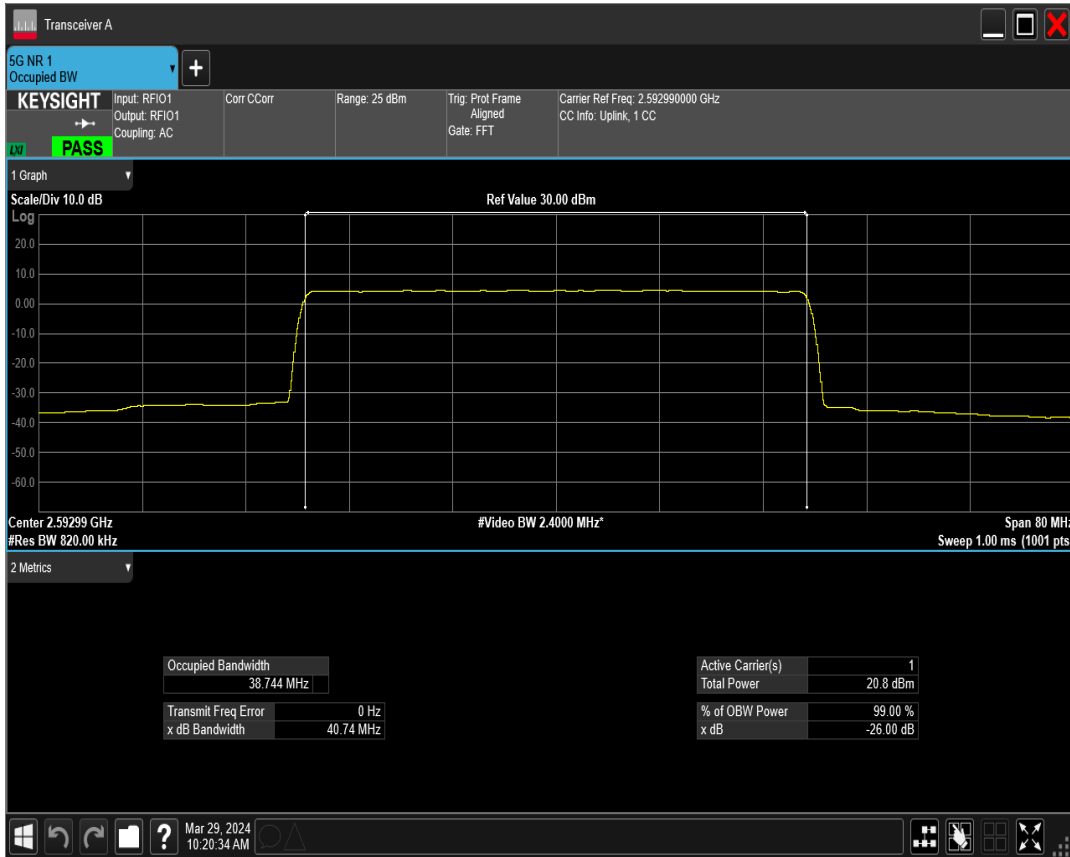 Transceiver A
5G NR 1
Occupied BW
+
KEYSIGHT
LXI
PASS
Input: RFIO1
Output: RFIO1
Coupling: AC
Corr CCorr
Range: 25 dBm
Trig: Prot Frame
Aligned
Gate: FFT
Carrier Ref Freq: 2.592990000 GHz
CC Info: Uplink, 1 CC
1 Graph
Scale/Div 10.0 dB
Ref Value 30.00 dBm
Log
20.0
10.0
0.00
-10.0
-20.0
-30.0
-40.0
-50.0
-60.0
Center 2.59299 GHz
#Video BW 2.4000 MHz*
Span 80 MHz
#Res BW 820.00 kHz
Sweep 1.00 ms (1001 pts
2 Metrics
Occupied Bandwidth
38.744 MHz
Transmit Freq Error 0 Hz
x dB Bandwidth 40.74 MHz
Active Carrier(s) 1
Total Power 20.8 dBm
% of OBW Power 99.00 %
x dB -26.00 dB
?
Mar 29, 2024
10:20:34 AM